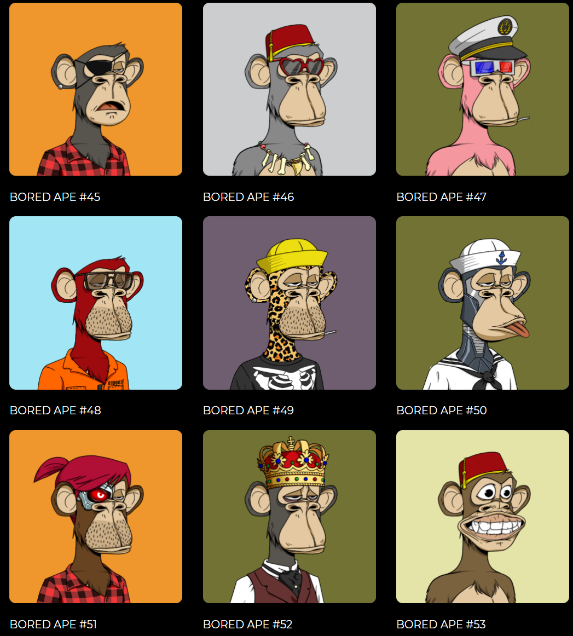 BORED APE #45
BORED APE #46
BORED APE #47
BORED APE #48
BORED APE #49
BORED APE #50
BORED APE #51
BORED APE #52
BORED APE #53